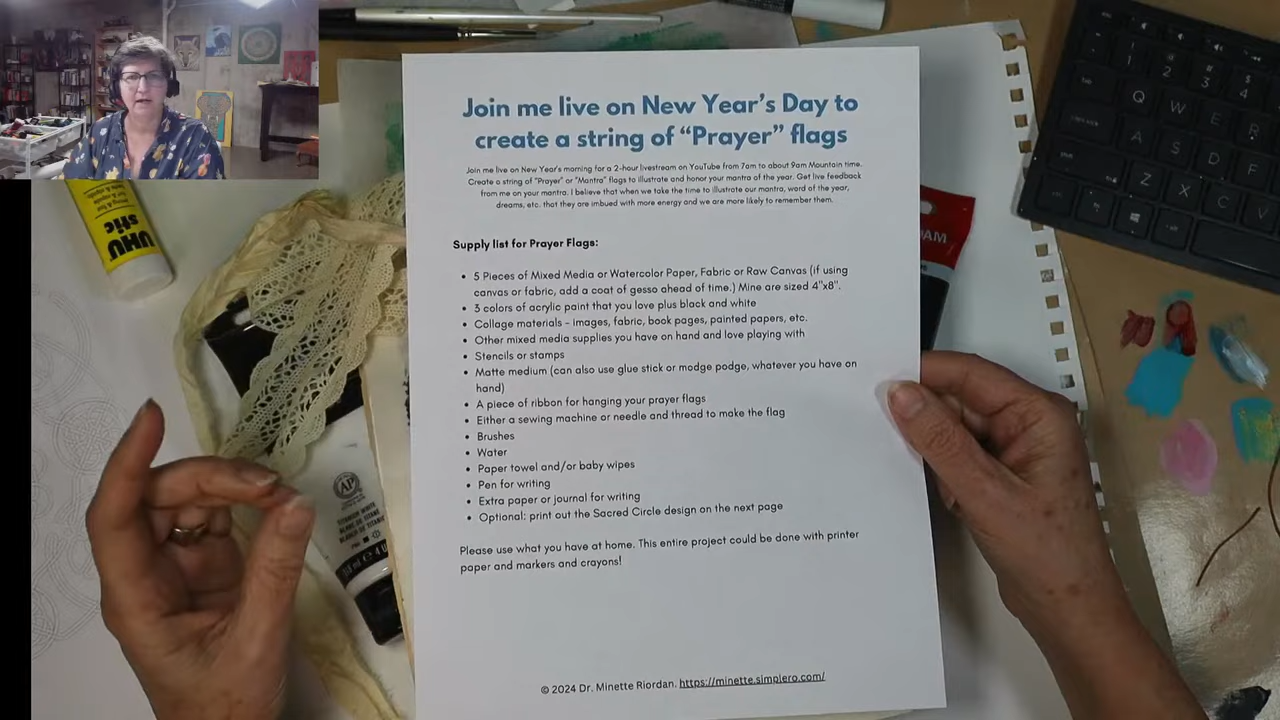 Join me live on New Year's Day to
create a string of “Prayer” flags
Join me live on New Year's morning for a 2-hour livestream on YouTube from 7am to about 9am Mountain time.
Create a string of "Prayer" or "Mantra" flags to illustrate and honor your mantra of the year. Get live feedback
from me on your mantra. I believe that when we take the time to illustrate our mantra, word of the year,
dreams, etc. that they are imbued with more energy and we are more likely to remember them.
Supply list for Prayer Flags:
• 5 Pieces of Mixed Media or Watercolor Paper, Fabric or Raw Canvas (if using
canvas or fabric, add a coat of gesso ahead of time.) Mine are sized 4"x8".
• 3 colors of acrylic paint that you love plus black and white
• Collage materials - images, fabric, book pages, painted papers, etc.
• Other mixed media supplies you have on hand and love playing with
• Stencils or stamps
• Matte medium (can also use glue stick or modge podge, whatever you have on
hand)
• A piece of ribbon for hanging your prayer flags
• Either a sewing machine or needle and thread to make the flag
• Brushes
• Water
• Paper towel and/or baby wipes
• Pen for writing
• Extra paper or journal for writing
• Optional: print out the Sacred Circle design on the next page
Please use what you have at home. This entire project could be done with printer
paper and markers and crayons!
© 2024 Dr. Minette Riordan. https://minette.simplero.com/
UHU
stic
AP
TITANIUM WHITE
BLANC DE TITANE
AM
1
2
3
4
Q
W
E
R
A
S
D
F
Z
X
C
V